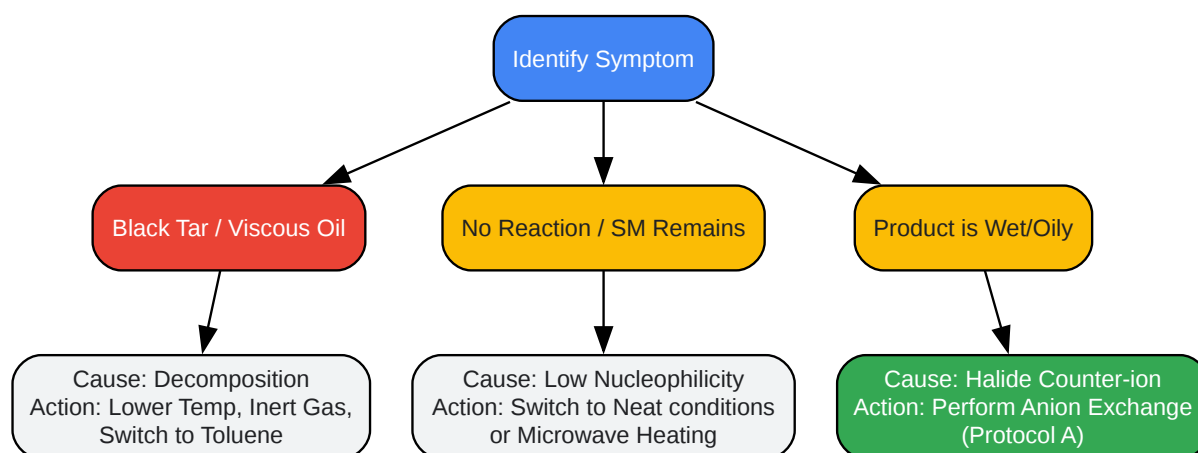 Identify Symptom
Black Tar / Viscous Oil
No Reaction / SM Remains
Product is Wet/Oily
Cause: Decomposition
Action: Lower Temp, Inert Gas,
Switch to Toluene
Cause: Low Nucleophilicity
Action: Switch to Neat conditions
or Microwave Heating
Cause: Halide Counter-ion
Action: Perform Anion Exchange
(Protocol A)